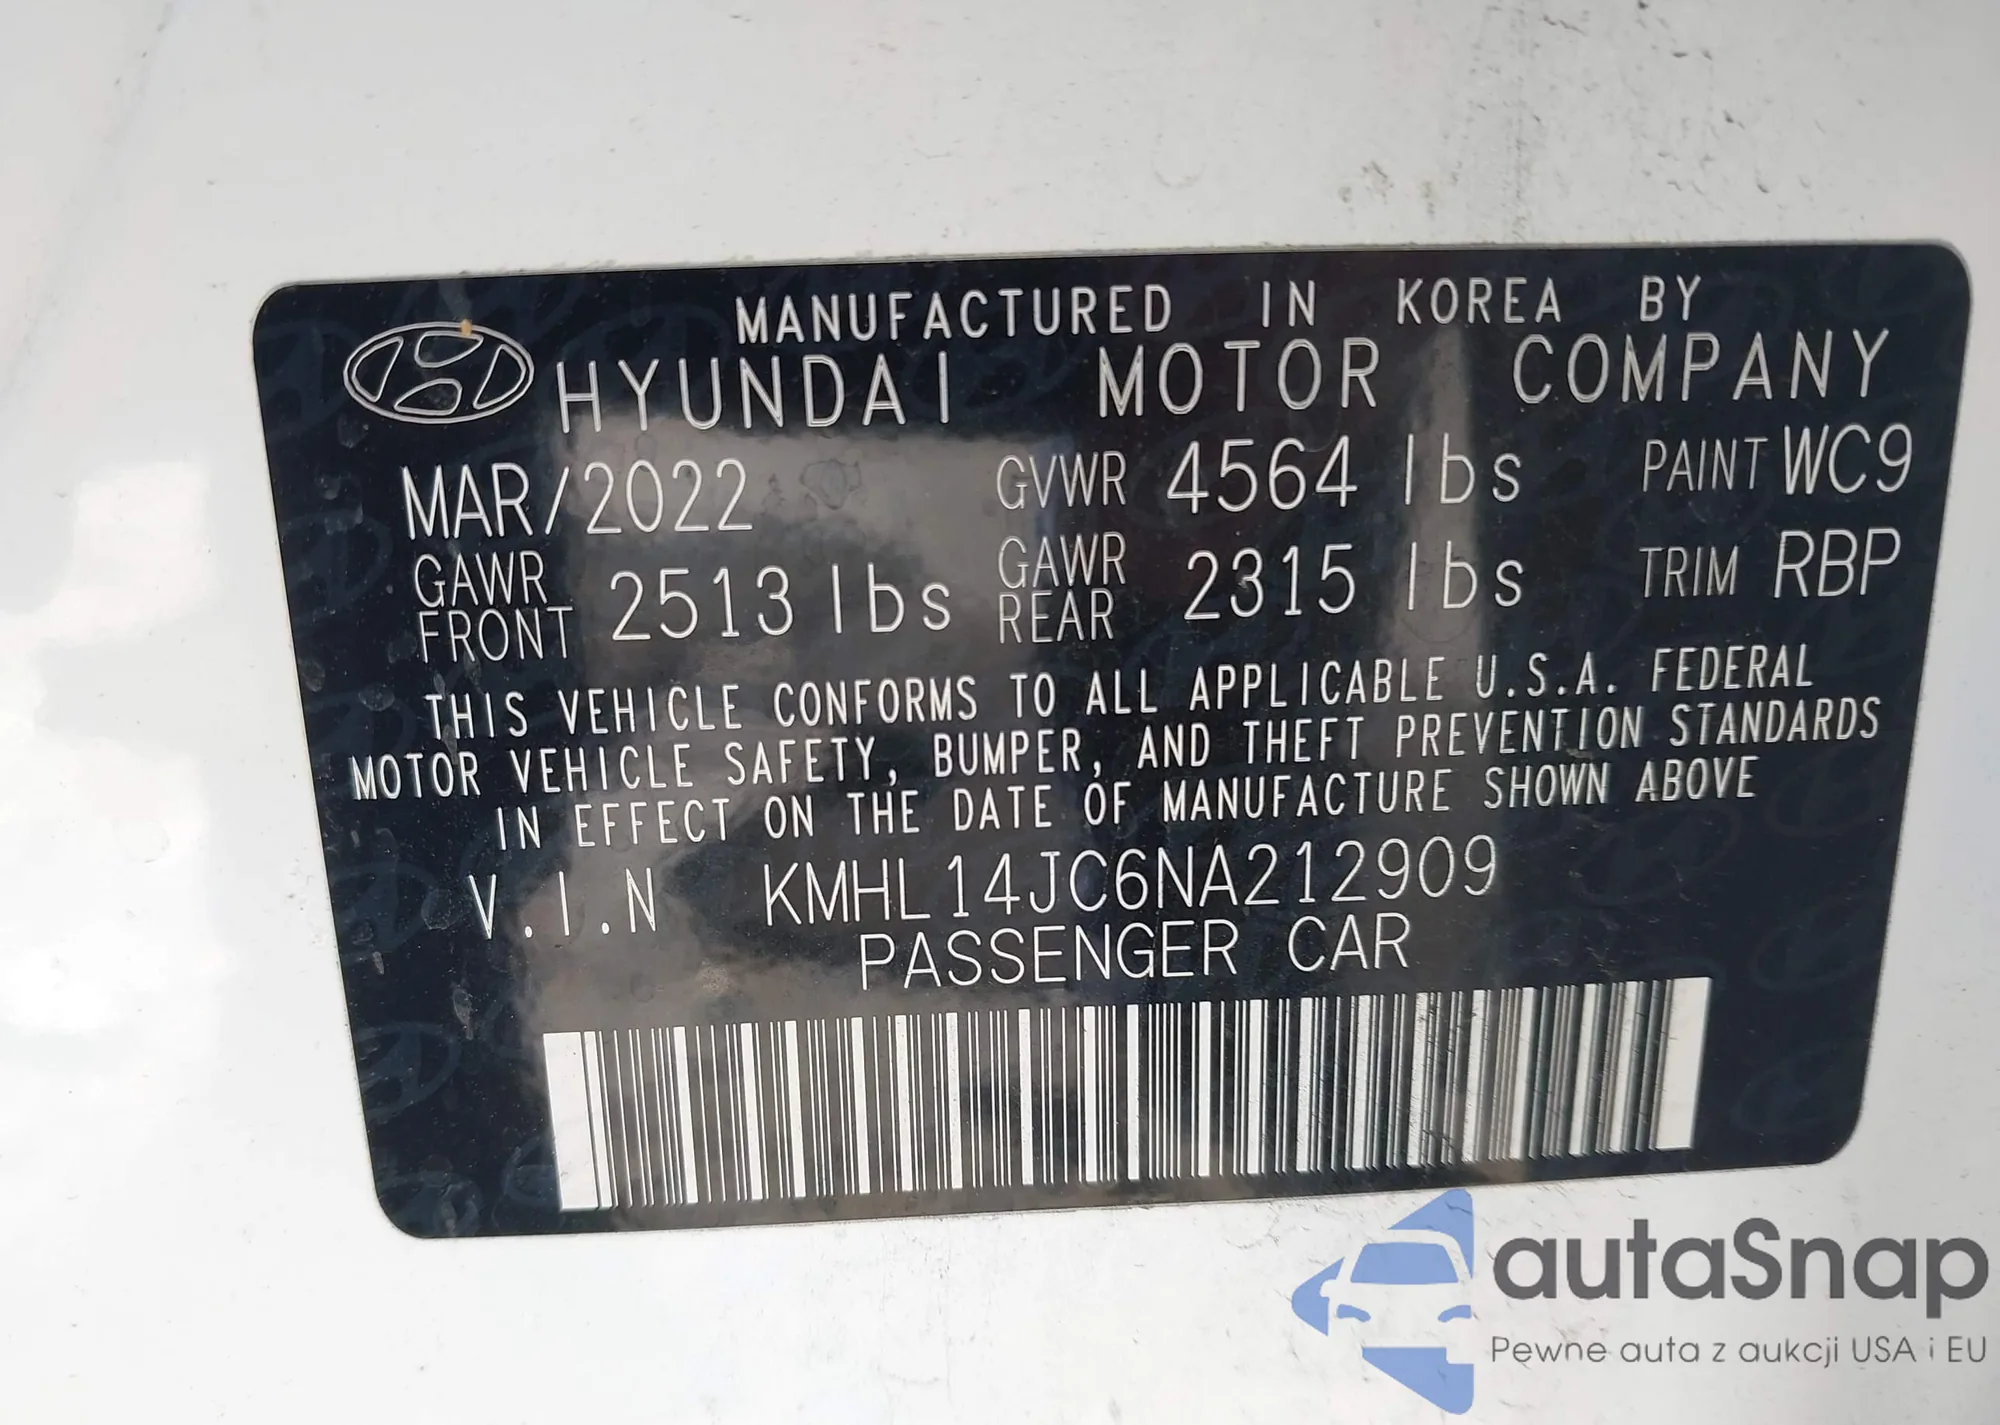 MANUFACTURED IN KOREA BY
HYUNDAI MOTOR COMPANY
MAR/2022 GVWR 4564 lbs PAINT WC9
GAWR FRONT 2513 lbs GAWR REAR 2315 lbs TRIM RBP
THIS VEHICLE CONFORMS TO ALL APPLICABLE U.S.A. FEDERAL
MOTOR VEHICLE SAFETY, BUMPER, AND THEFT PREVENTION STANDARDS
IN EFFECT ON THE DATE OF MANUFACTURE SHOWN ABOVE
V.I.N KMHL14JC6NA212909
PASSENGER CAR
autaSnap
Pewne auta z aukcji USA i EU